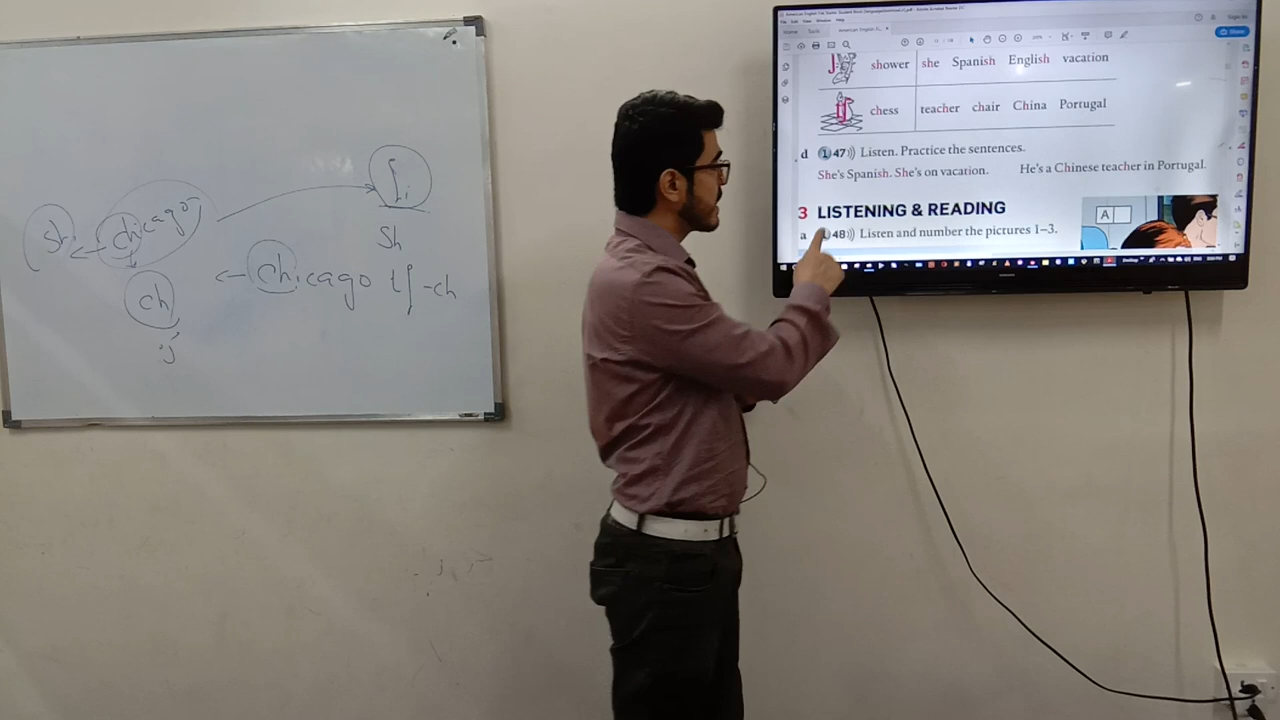 Sh
chicago
ch
ʃ
Sh
chicago tʃ -ch
Home Tools
shower she Spanish English vacation
chess teacher chair China Portugal
d 1 47 Listen. Practice the sentences.
She's Spanish. She's on vacation. He's a Chinese teacher in Portugal.
3 LISTENING & READING
a 48 Listen and number the pictures 1–3.
A